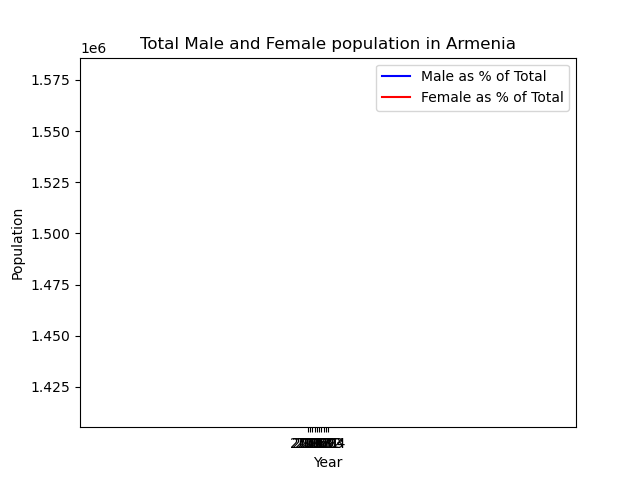 Total Male and Female population in Armenia
1e6
Male as % of Total
Female as % of Total
1.575
1.550
1.525
1.500
1.475
1.450
1.425
Population
Year